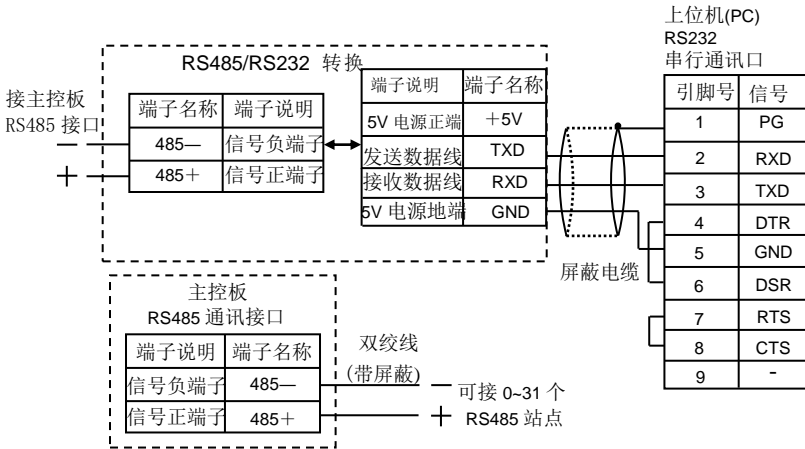 上位机(PC)
RS232
串行通讯口
RS485/RS232 转换
接主控板
RS485 接口
端子名称 端子说明
485— 信号负端子
485＋ 信号正端子
端子说明 端子名称
5V 电源正端 ＋5V
发送数据线 TXD
接收数据线 RXD
5V 电源地端 GND
屏蔽电缆
引脚号 信号
1 PG
2 RXD
3 TXD
4 DTR
5 GND
6 DSR
7 RTS
8 CTS
9 -
主控板
RS485 通讯接口
端子说明 端子名称
信号负端子 485—
信号正端子 485＋
双绞线
(带屏蔽)
可接 0~31 个
RS485 站点